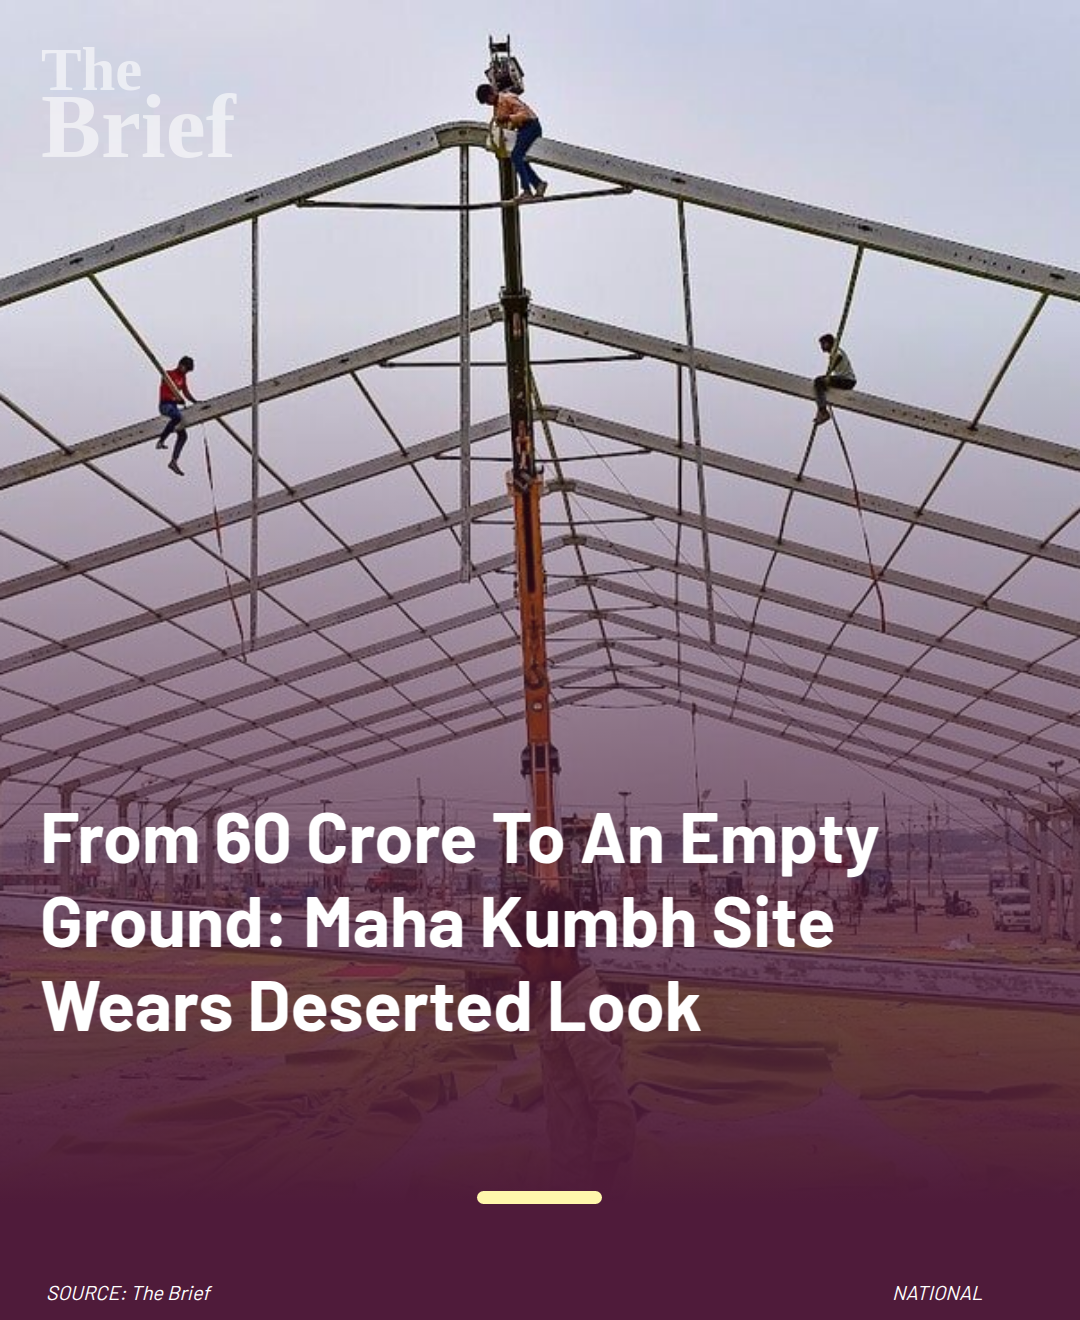 The
Brief
From 60 Crore To An Empty
Ground: Maha Kumbh Site
Wears Deserted Look
SOURCE: The Brief
NATIONAL